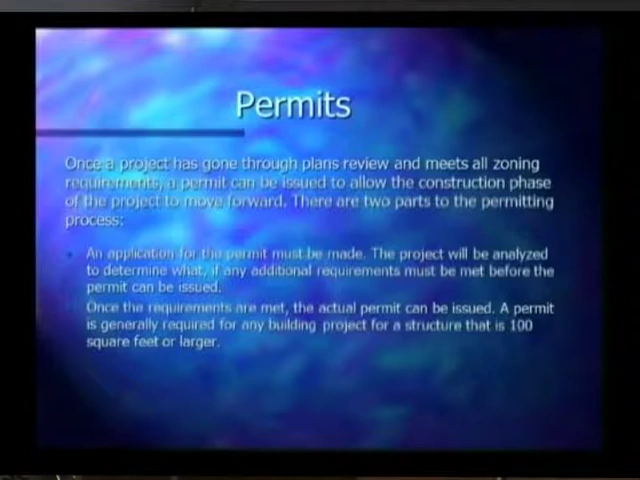 Permits
Once a project has gone through plans review and meets all zoning
requirements, a permit can be issued to allow the construction phase
of the project to move forward. There are two parts to the permitting
process:
An application for the permit must be made. The project will be analyzed
to determine what, if any additional requirements must be met before the
permit can be issued.
Once the requirements are met, the actual permit can be issued. A permit
is generally required for any building project for a structure that is 100
square feet or larger.